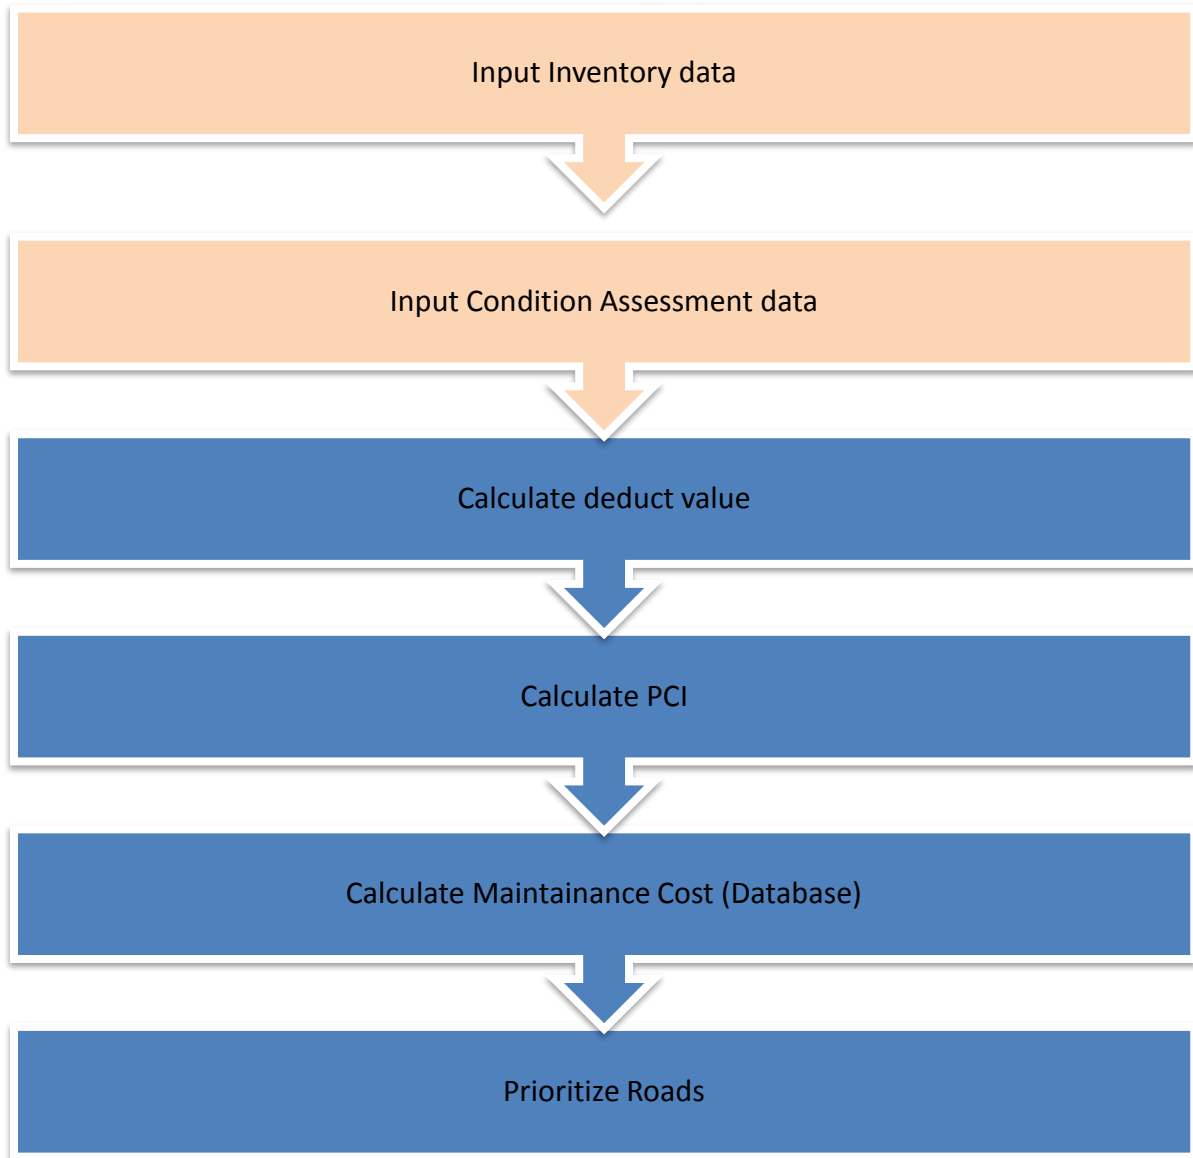 Input Inventory data
Input Condition Assessment data
Calculate deduct value
Calculate PCI
Calculate Maintainance Cost (Database)
Prioritize Roads